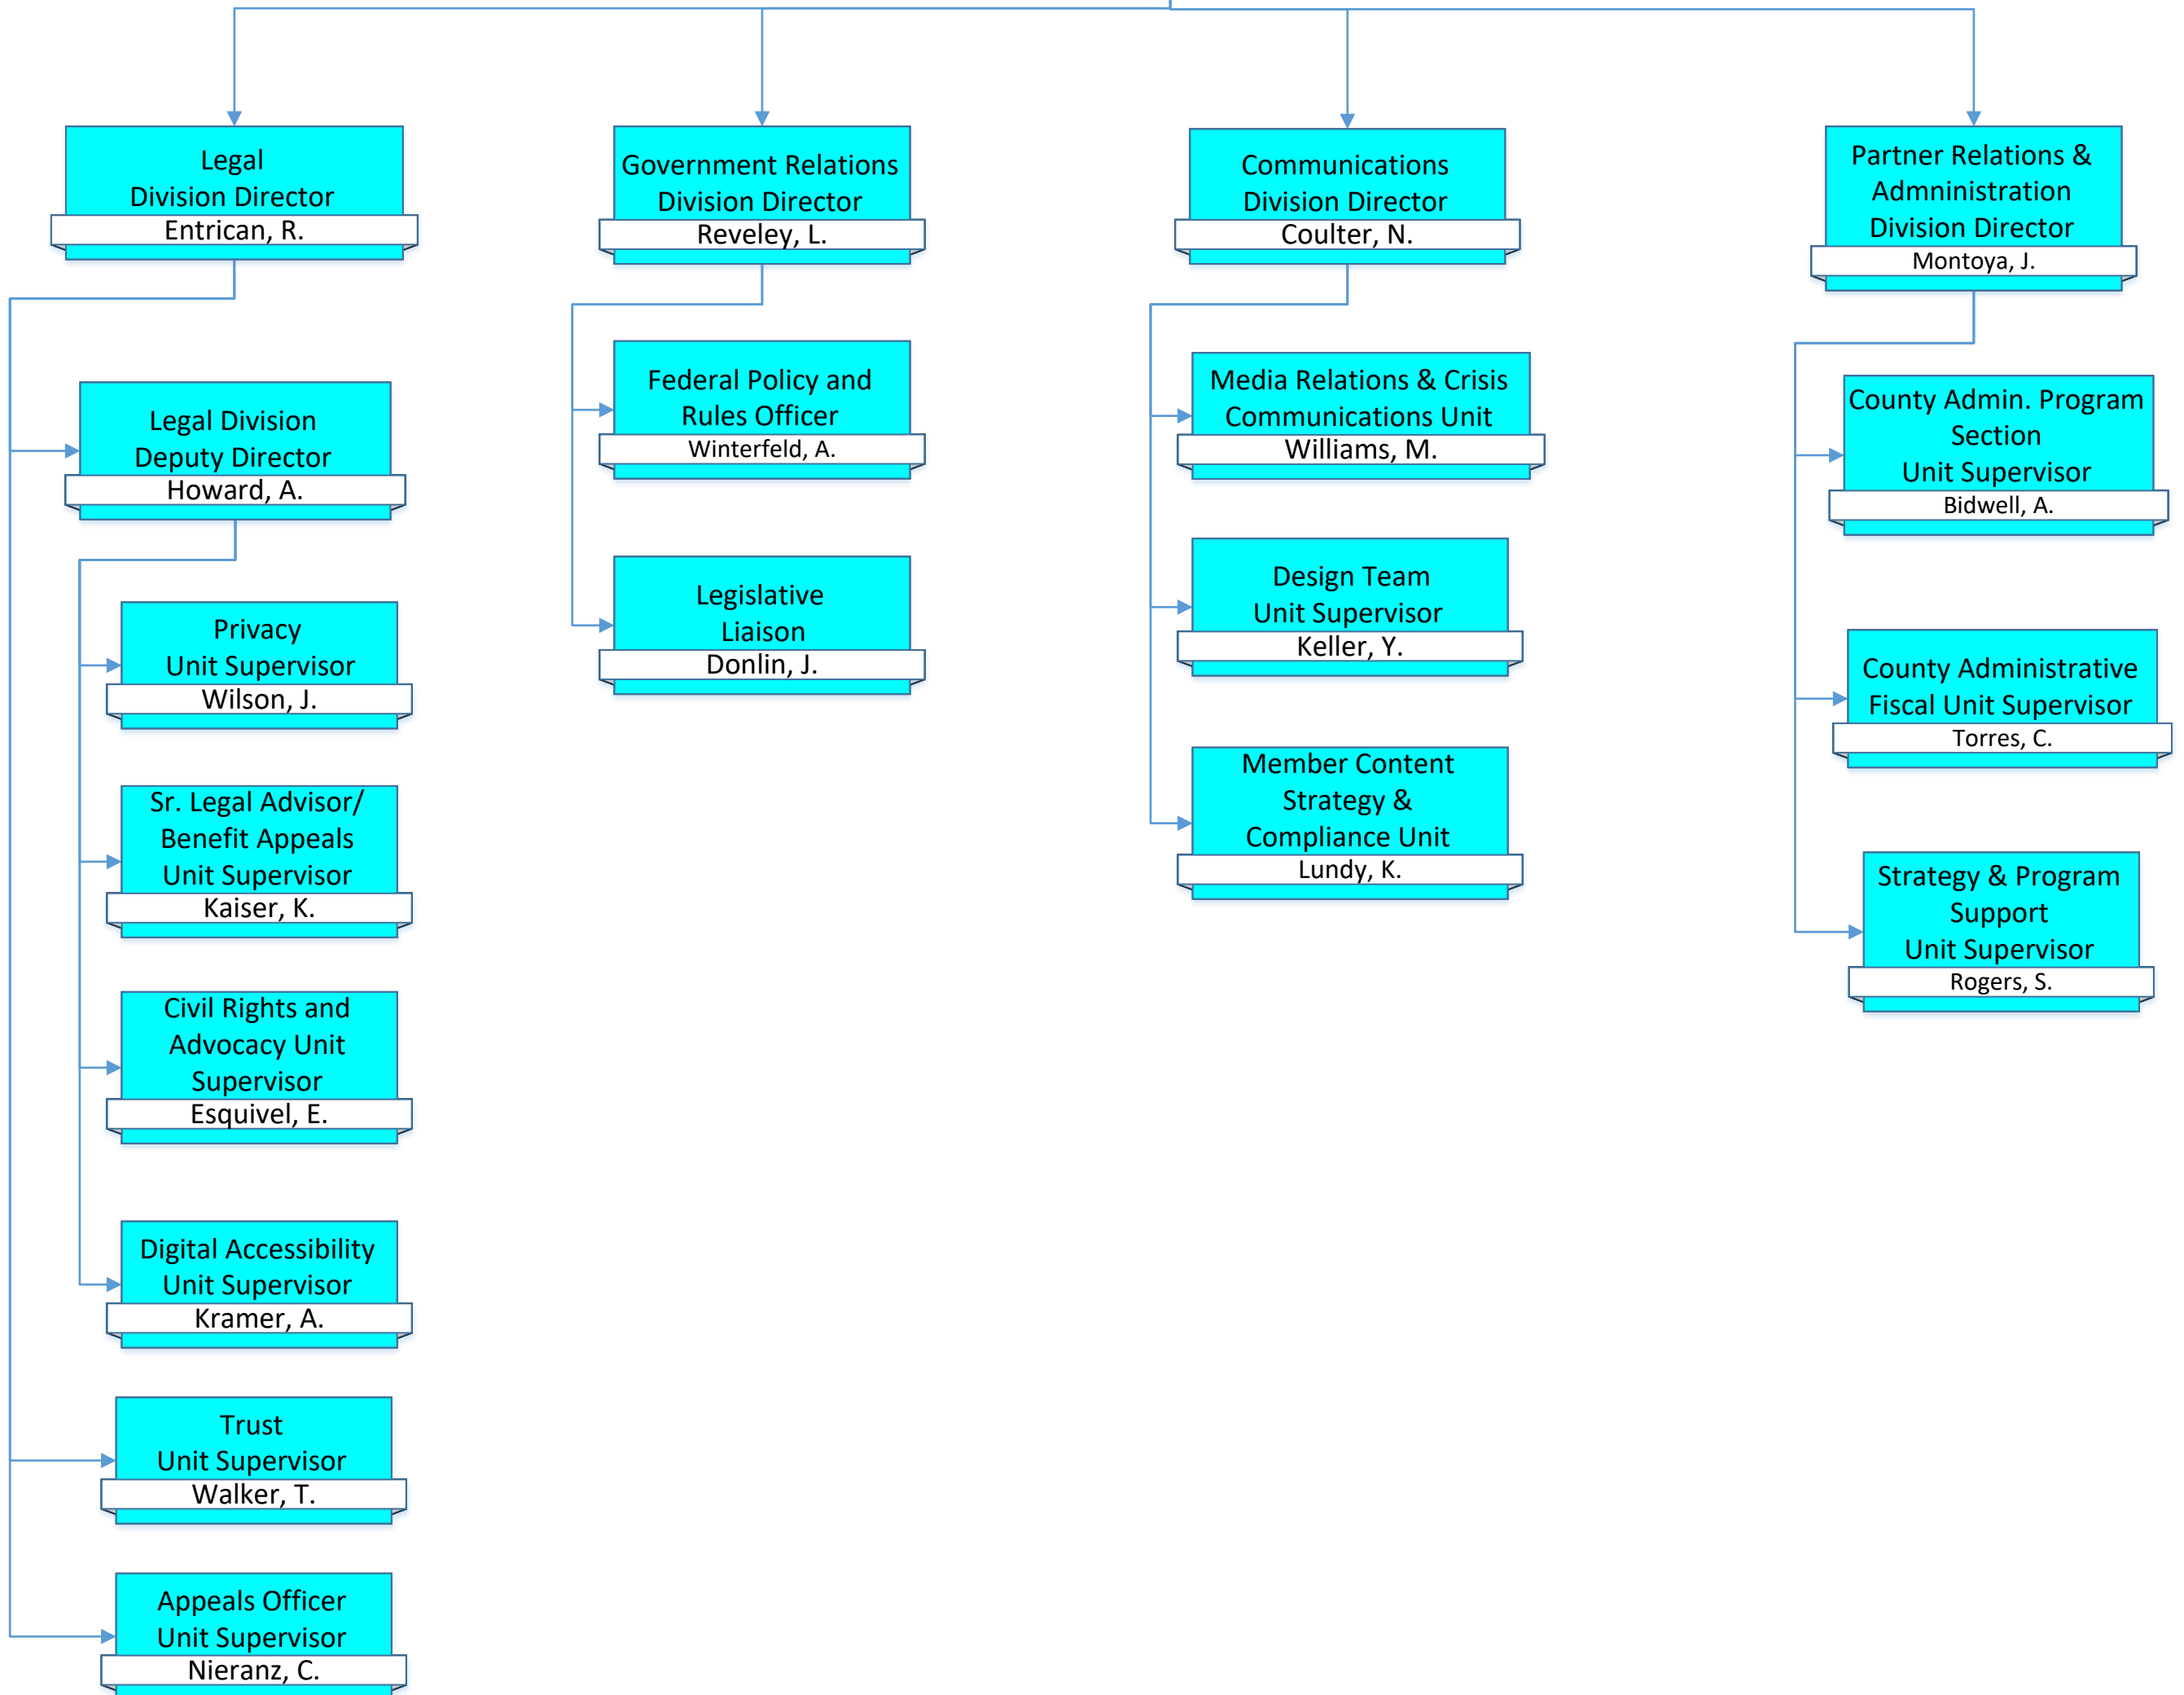 Legal
Division Director
Entrican, R.
Government Relations
Division Director
Reveley, L.
Communications
Division Director
Coulter, N.
Partner Relations &
Admninistration
Division Director
Montoya, J.
Legal Division
Deputy Director
Howard, A.
Privacy
Unit Supervisor
Wilson, J.
Sr. Legal Advisor/
Benefit Appeals
Unit Supervisor
Kaiser, K.
Civil Rights and
Advocacy Unit
Supervisor
Esquivel, E.
Digital Accessibility
Unit Supervisor
Kramer, A.
Trust
Unit Supervisor
Walker, T.
Appeals Officer
Unit Supervisor
Nieranz, C.
Federal Policy and
Rules Officer
Winterfeld, A.
Legislative
Liaison
Donlin, J.
Media Relations & Crisis
Communications Unit
Williams, M.
Design Team
Unit Supervisor
Keller, Y.
Member Content
Strategy &
Compliance Unit
Lundy, K.
County Admin. Program
Section
Unit Supervisor
Bidwell, A.
County Administrative
Fiscal Unit Supervisor
Torres, C.
Strategy & Program
Support
Unit Supervisor
Rogers, S.